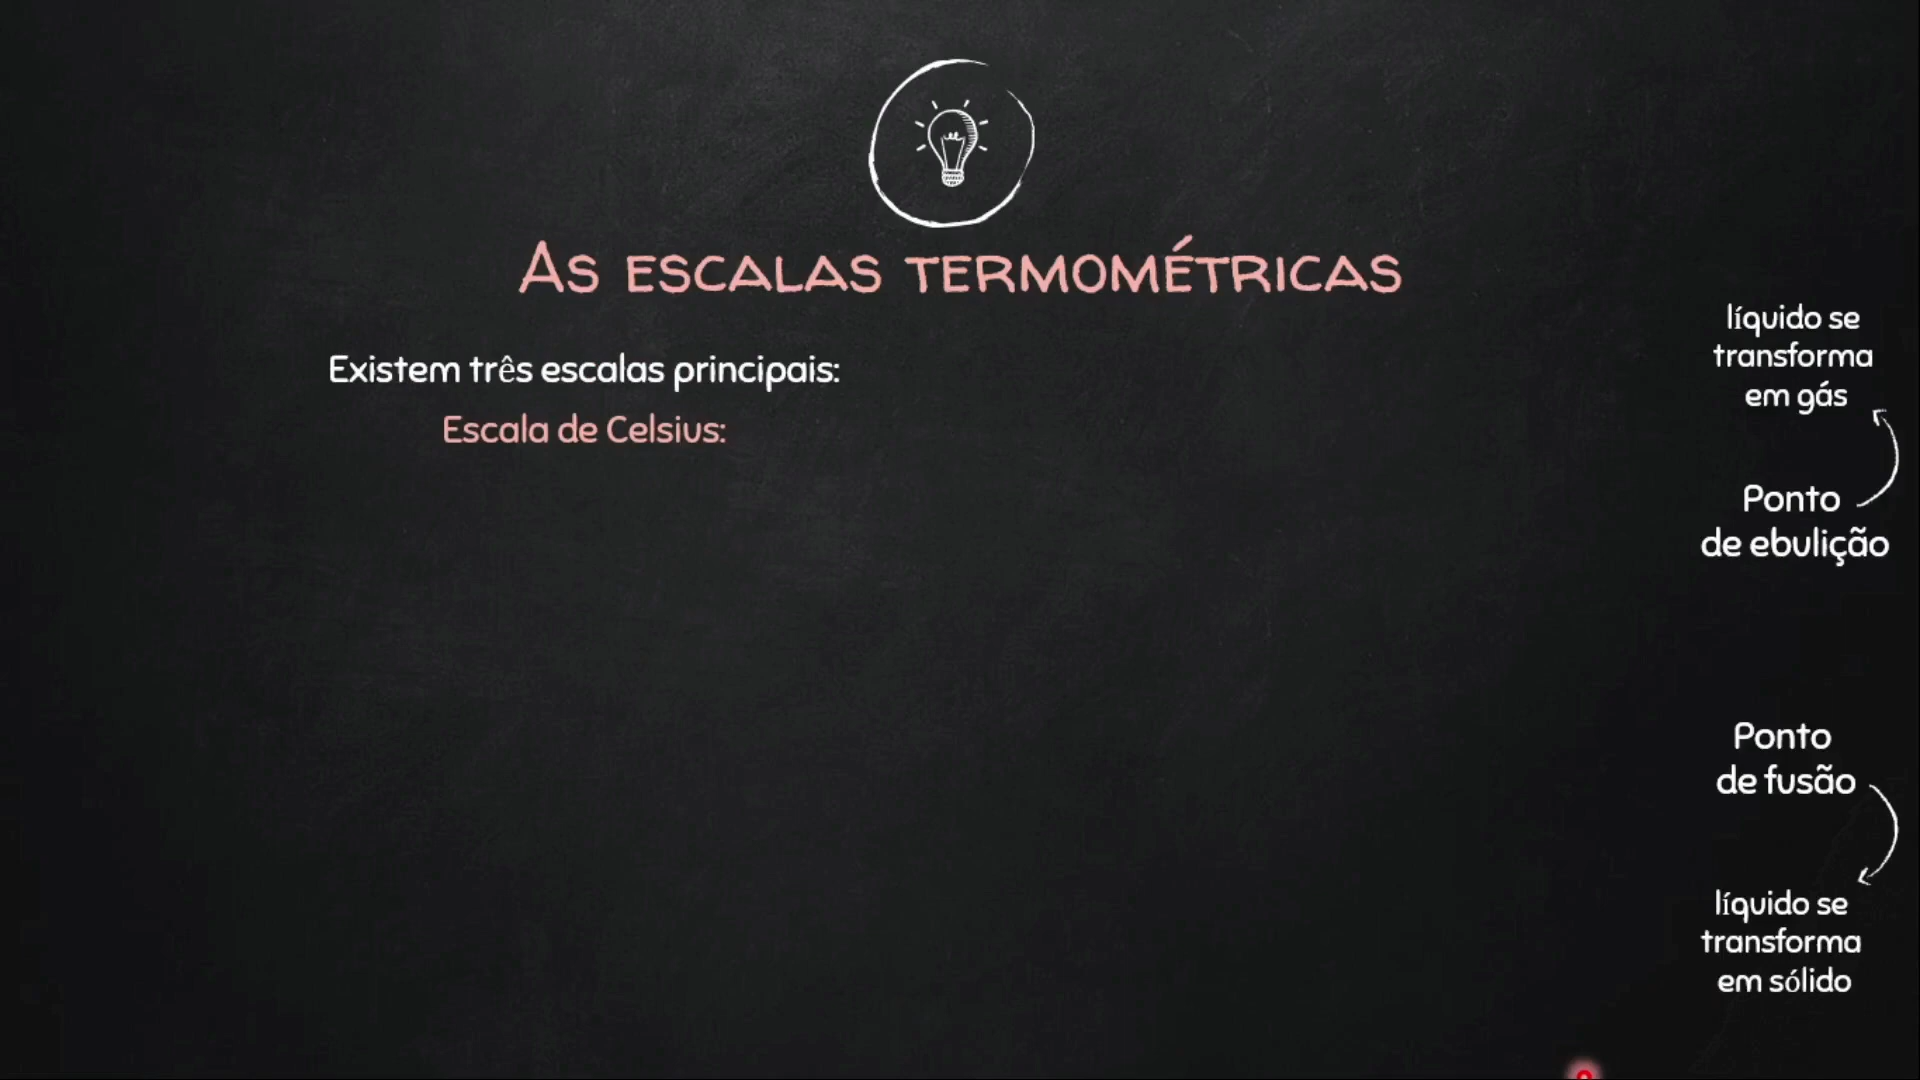 As escalas termométricas
Existem três escalas principais:
Escala de Celsius:
líquido se
transforma
em gás
Ponto
de ebulição
Ponto
de fusão
líquido se
transforma
em sólido